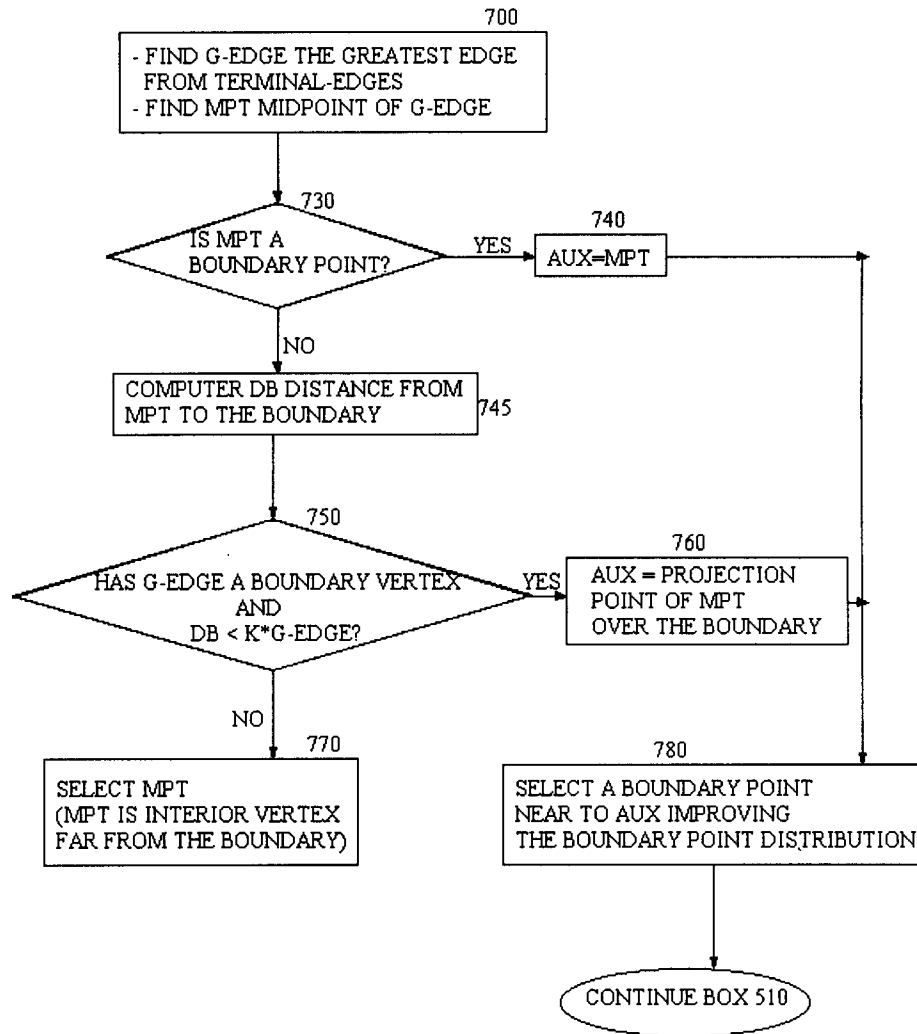 700
- FIND G-EDGE THE GREATEST EDGE
FROM TERMINAL-EDGES
- FIND MPT MIDPOINT OF G-EDGE
730
IS MPT A
BOUNDARY POINT?
YES
740
AUX=MPT
NO
COMPUTER DB DISTANCE FROM
MPT TO THE BOUNDARY
745
750
HAS G-EDGE A BOUNDARY VERTEX
AND
DB < K*G-EDGE?
YES
760
AUX = PROJECTION
POINT OF MPT
OVER THE BOUNDARY
NO
770
SELECT MPT
(MPT IS INTERIOR VERTEX
FAR FROM THE BOUNDARY)
780
SELECT A BOUNDARY POINT
NEAR TO AUX IMPROVING
THE BOUNDARY POINT DISTRIBUTION
CONTINUE BOX 510